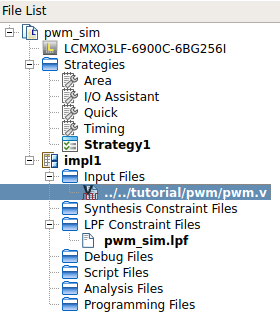 File List
pwm_sim
LCMXO3LF-6900C-6BG256I
Strategies
Area
I/O Assistant
Quick
Timing
Strategy1
impl1
Input Files
../../tutorial/pwm/pwm.v
Synthesis Constraint Files
LPF Constraint Files
pwm_sim.lpf
Debug Files
Script Files
Analysis Files
Programming Files